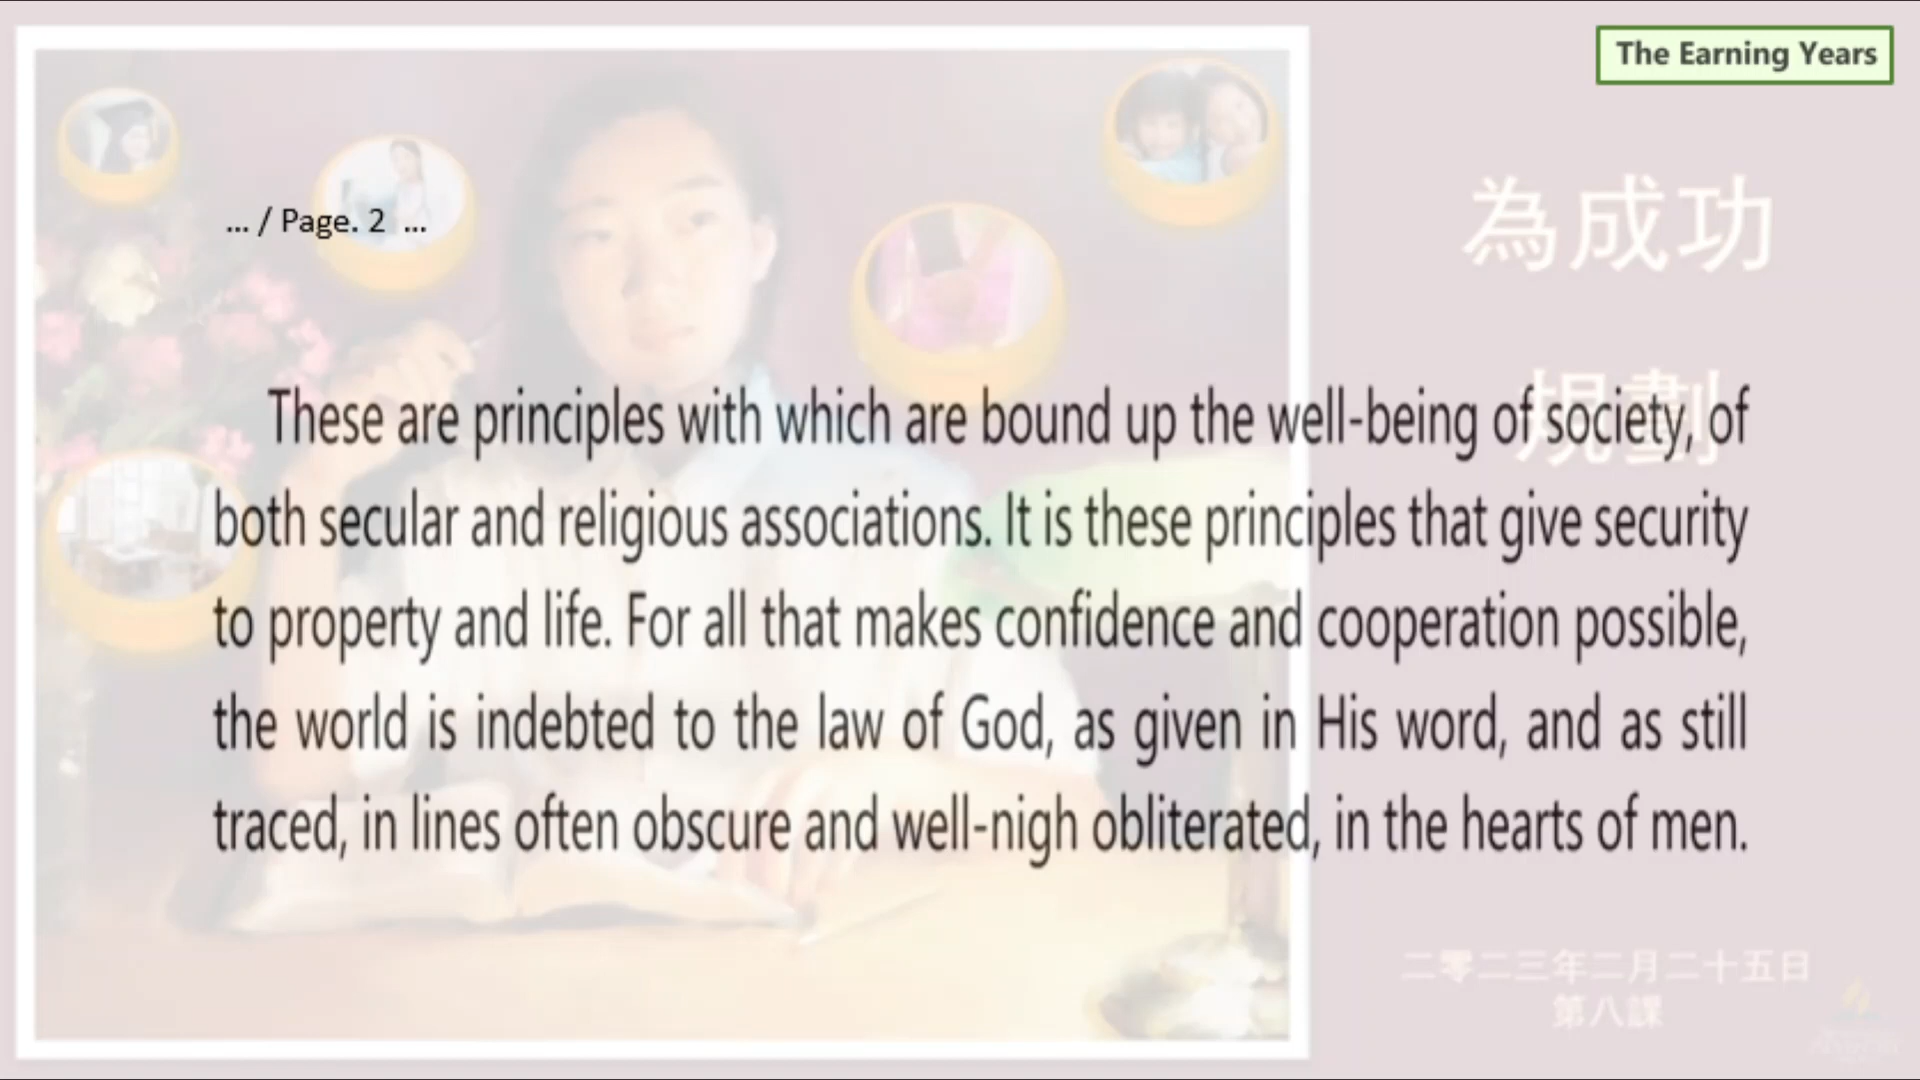 The Earning Years
為成功
規劃
... / Page. 2 ...
These are principles with which are bound up the well-being of society, of
both secular and religious associations. It is these principles that give security
to property and life. For all that makes confidence and cooperation possible,
the world is indebted to the law of God, as given in His word, and as still
traced, in lines often obscure and well-nigh obliterated, in the hearts of men.
二零二三年二月二十五日
第八課